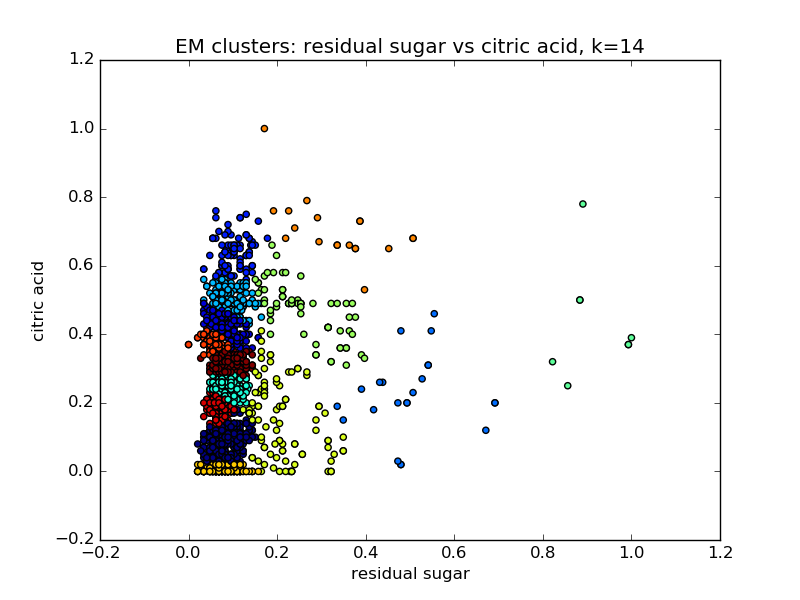 EM clusters: residual sugar vs citric acid, k=14
1.2
1.0
0.8
0.6
0.4
0.2
0.0
−0.2
citric acid
−0.2 0.0 0.2 0.4 0.6 0.8 1.0 1.2
residual sugar